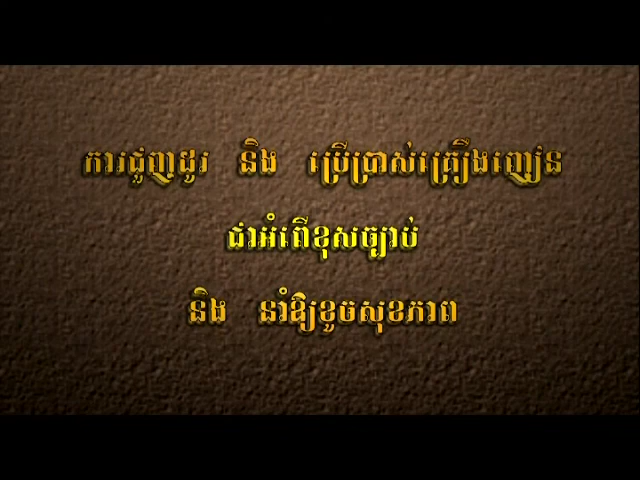 ការជួញដូរ និង ប្រើប្រាស់គ្រឿងញៀន
ជាអំពើខុសច្បាប់
និង នាំឱ្យខូចសុខភាព